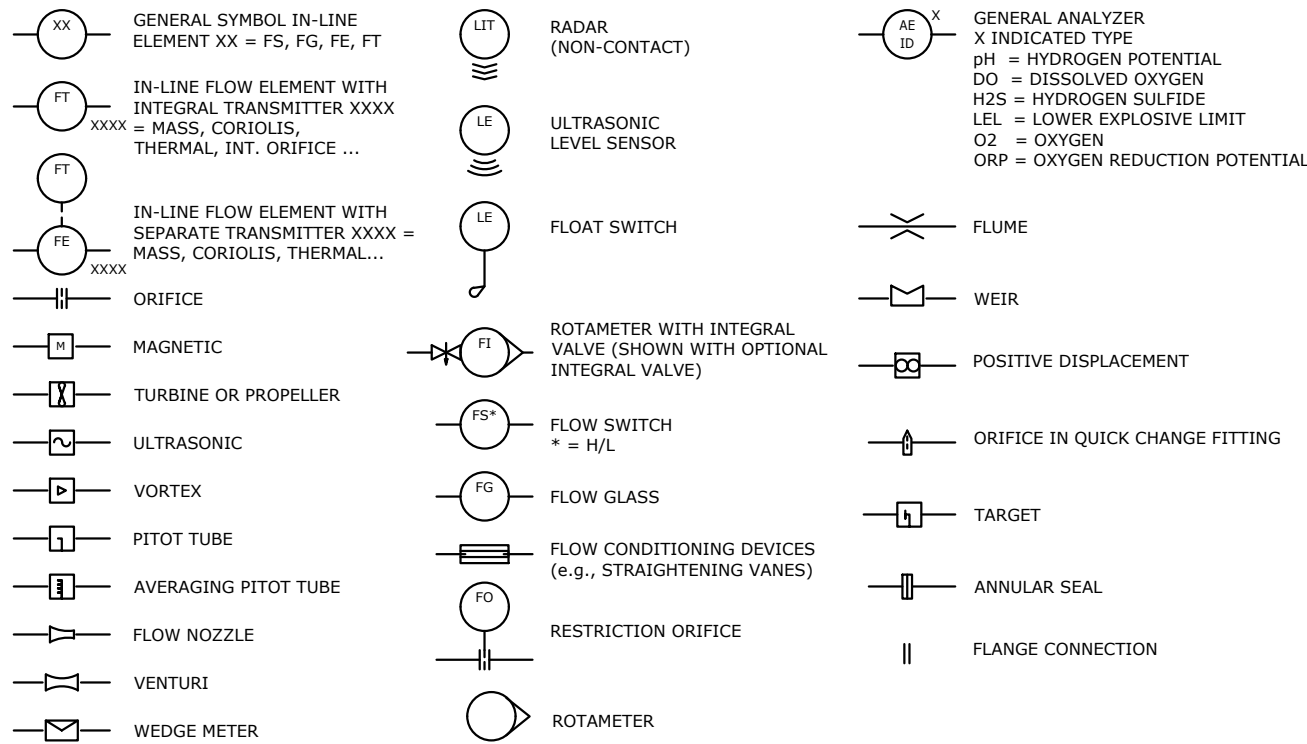 XX
GENERAL SYMBOL IN-LINE
ELEMENT XX = FS, FG, FE, FT
FT
XXXX
IN-LINE FLOW ELEMENT WITH
INTEGRAL TRANSMITTER XXXX
= MASS, CORIOLIS,
THERMAL, INT. ORIFICE ...
FT
FE
XXXX
IN-LINE FLOW ELEMENT WITH
SEPARATE TRANSMITTER XXXX =
MASS, CORIOLIS, THERMAL...
ORIFICE
M
MAGNETIC
TURBINE OR PROPELLER
ULTRASONIC
VORTEX
PITOT TUBE
AVERAGING PITOT TUBE
FLOW NOZZLE
VENTURI
WEDGE METER
LIT
RADAR
(NON-CONTACT)
LE
ULTRASONIC
LEVEL SENSOR
LE
FLOAT SWITCH
FI
ROTAMETER WITH INTEGRAL
VALVE (SHOWN WITH OPTIONAL
INTEGRAL VALVE)
FS*
FLOW SWITCH
* = H/L
FG
FLOW GLASS
FLOW CONDITIONING DEVICES
(e.g., STRAIGHTENING VANES)
FO
RESTRICTION ORIFICE
ROTAMETER
AE
ID
X
GENERAL ANALYZER
X INDICATED TYPE
pH = HYDROGEN POTENTIAL
DO = DISSOLVED OXYGEN
H2S = HYDROGEN SULFIDE
LEL = LOWER EXPLOSIVE LIMIT
O2 = OXYGEN
ORP = OXYGEN REDUCTION POTENTIAL
FLUME
WEIR
POSITIVE DISPLACEMENT
ORIFICE IN QUICK CHANGE FITTING
TARGET
ANNULAR SEAL
FLANGE CONNECTION